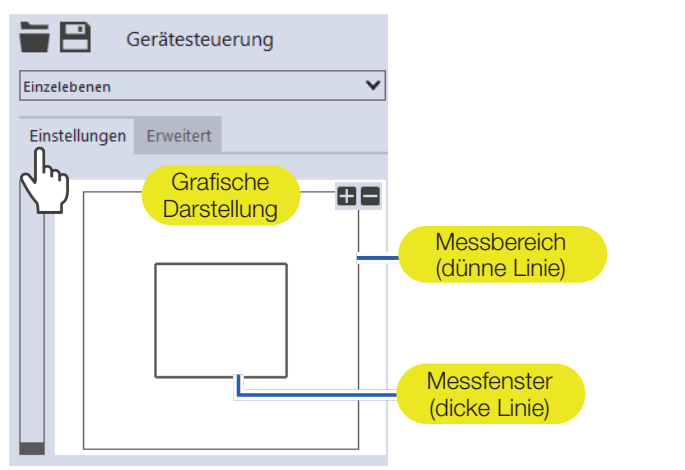 Gerätesteuerung
Einzelebenen
Einstellungen Erweitert
Grafische
Darstellung
Messbereich
(dünne Linie)
Messfenster
(dicke Linie)